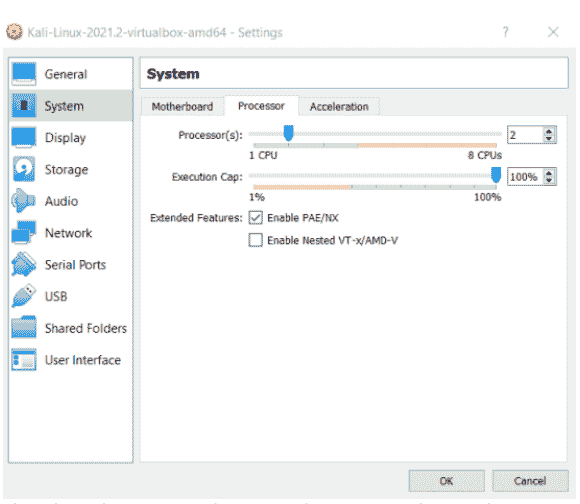 Kali-Linux-2021.2-virtualbox-amd64 - Settings
?
General
System
Display
Storage
Audio
Network
Serial Ports
USB
Shared Folders
User Interface
System
Motherboard Processor Acceleration
Processor(s): 2
1 CPU 8 CPUs
Execution Cap: 100%
1% 100%
Extended Features: Enable PAE/NX
Enable Nested VT-x/AMD-V
OK Cancel